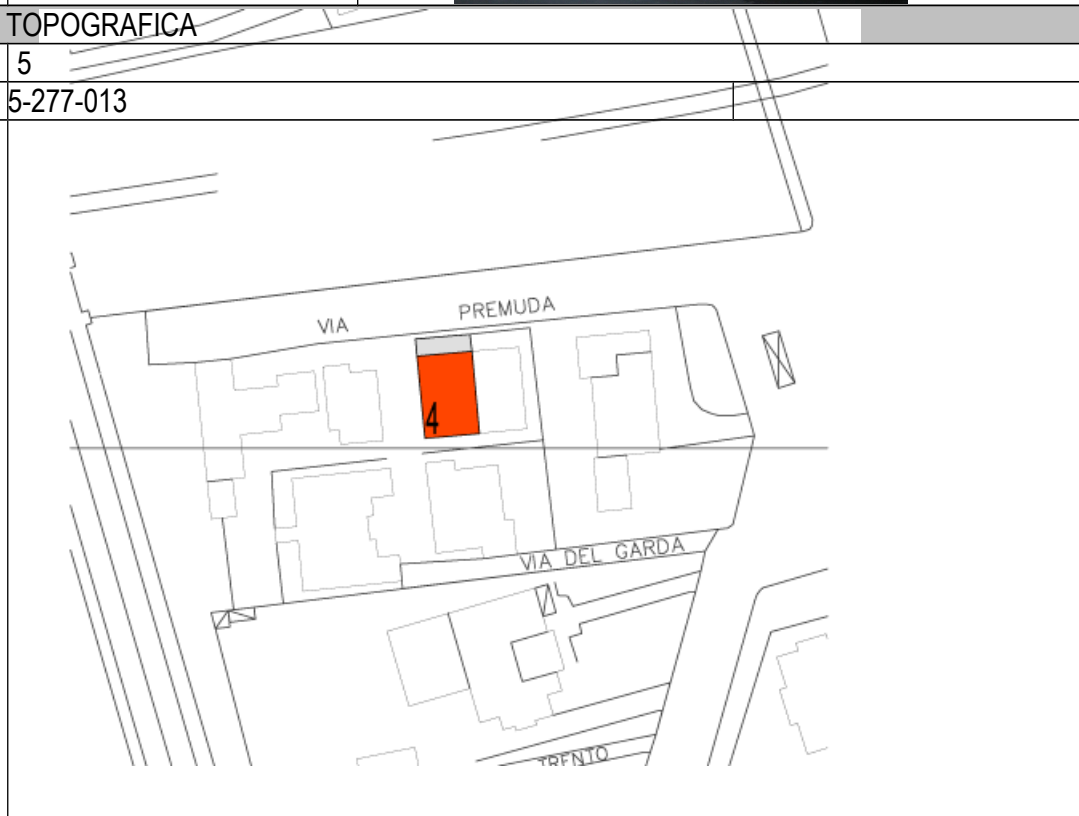 TOPOGRAFICA
5
5-277-013
VIA PREMUDA
4
VIA DEL GARDA
TRENTO